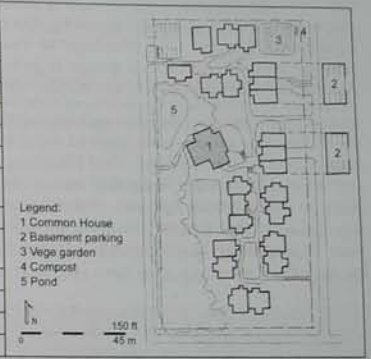 3
4
2
5
1
2
Legend:
1 Common House
2 Basement parking
3 Vege garden
4 Compost
5 Pond
N
150 ft
0
45 m